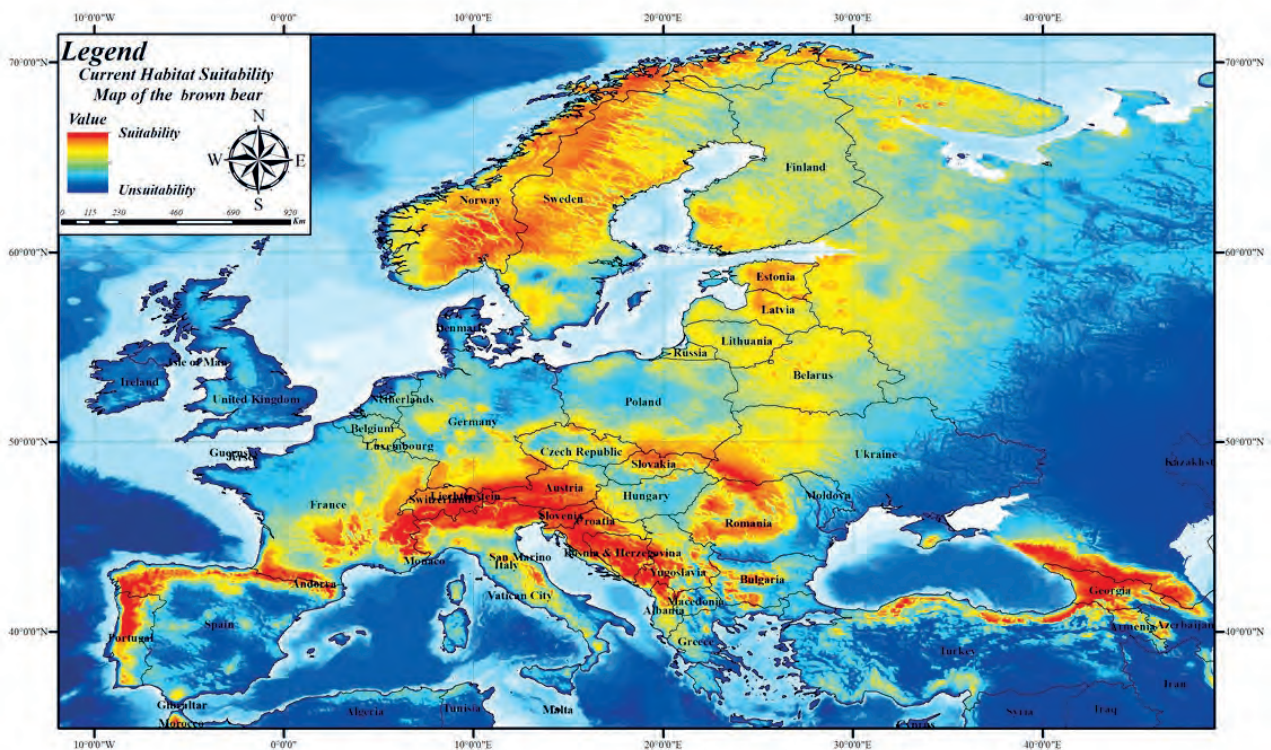 10°0'0"W 0°0'0" 10°0'0"E 20°0'0"E 30°0'0"E 40°0'0"E
Legend
Current Habitat Suitability
Map of the brown bear
Value
Suitability
Unsuitability
N
W E
S
0 115 230 460 690 920
Km
70°0'0"N 70°0'0"N
60°0'0"N 60°0'0"N
50°0'0"N 50°0'0"N
40°0'0"N 40°0'0"N
Finland
Norway
Sweden
Estonia
Latvia
Denmark
Lithuania
Russia
Isle of Man
Ireland
United Kingdom
Netherlands
Belarus
Poland
Germany
Belgium
Luxembourg
Czech Republic
Guernsey
Jersey
Slovakia
Ukraine
Kazakhst
Austria
Liechtenstein
Switzerland
Hungary
Moldova
France
Slovenia
Croatia
Romania
Bosnia & Herzegovina
San Marino
Italy
Monaco
Yugoslavia
Bulgaria
Andorra
Vatican City
Macedonia
Albania
Georgia
Spain
Portugal
Greece
Armenia
Azerbaijan
Turkey
Iran
Gibraltar
Morocco
Algeria
Tunisia
Malta
Cyprus
Syria
Iraq
10°0'0"W 0°0'0" 10°0'0"E 20°0'0"E 30°0'0"E 40°0'0"E